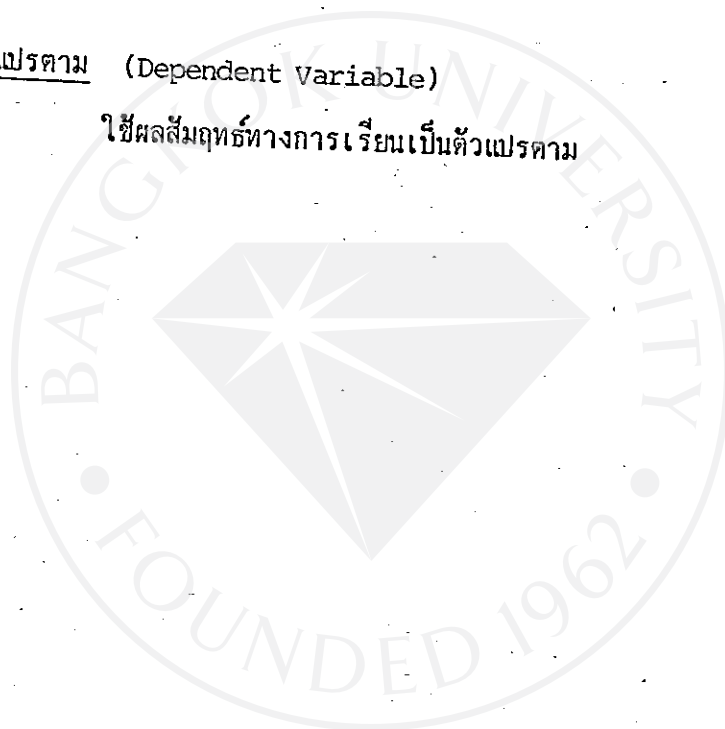 แปรตาม (Dependent Variable)
ใช้ผลสัมฤทธ์ทางการเรียนเป็นตัวแปรตาม
BANGKOK UNIVERSITY
FOUNDED 1962